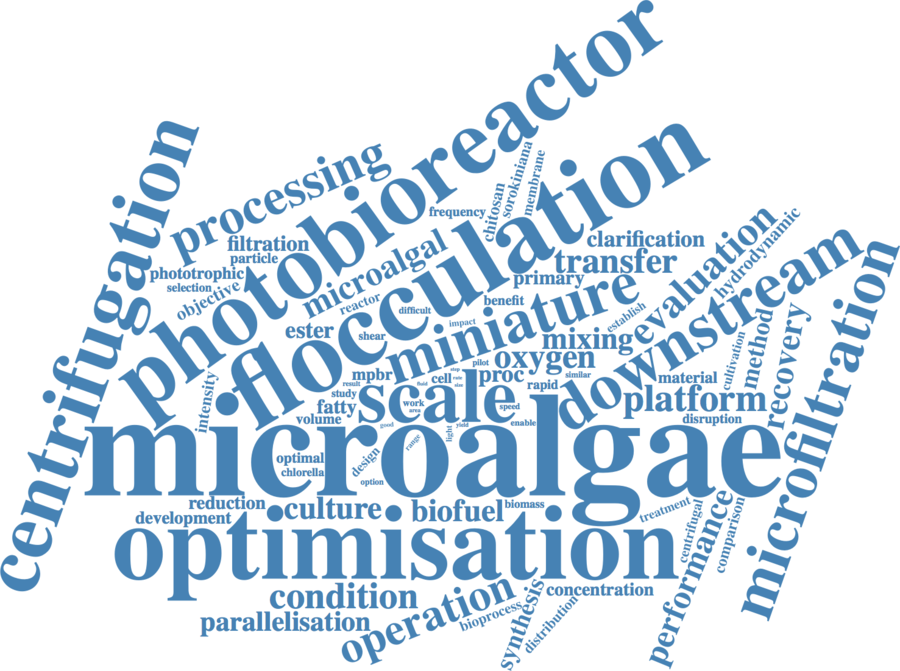 photobioreactor
centrifugation
processing
flocculation
sorokiniana
chitosan
membrane
frequency
filtration
particle
phototrophic
selection
objective
microalgal
reactor
clarification
transfer
primary
evaluation
hydrodynamic
downstream
microfiltration
benefit
miniature
difficult
impact
establish
mixing
ester
shear
oxygen
pilot
step
method
cultivation
recovery
mpbr
cell
rate
proc
similar
material
result
fluid
size
rapid
study
intensity
scale
platform
fatty
work
speed
volume
area
disruption
good
yield
enable
light
range
microalgae
optimal
design
chlorella
option
reduction
culture
biofuel
biomass
treatment
development
centrifugal
comparison
performance
optimisation
condition
operation
concentration
parallelisation
bioprocess
synthesis
distribution